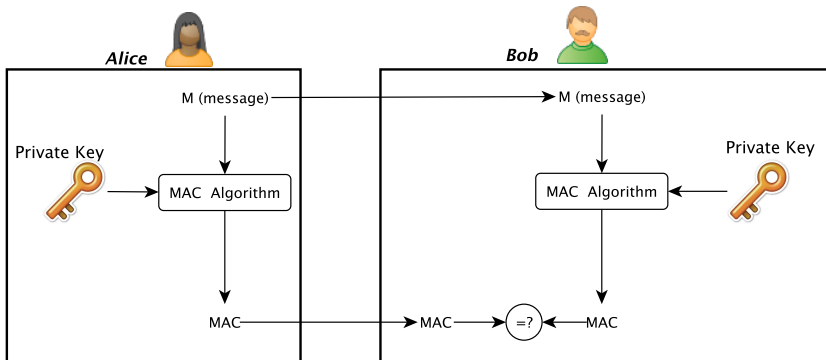 Alice
Bob
M (message)
M (message)
Private Key
Private Key
MAC Algorithm
MAC Algorithm
MAC
MAC
=?
MAC